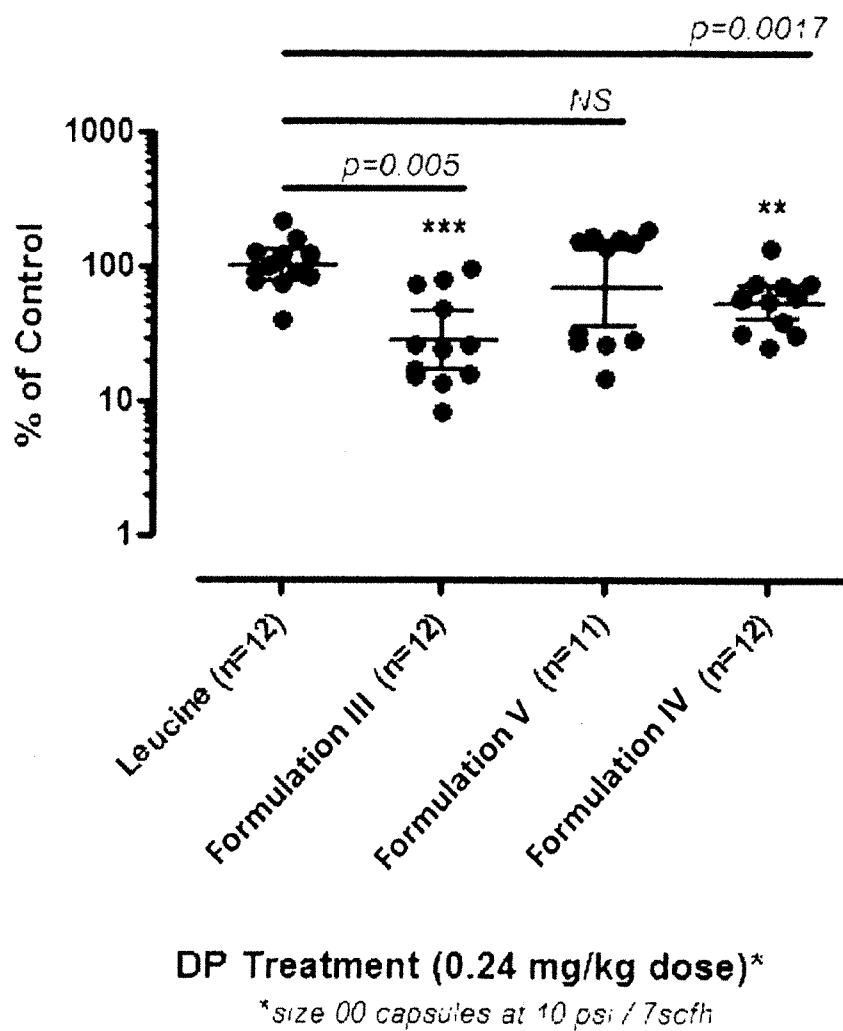 p=0.0017
NS
p=0.005
***
**
1000
100
10
1
% of Control
Leucine (n=12)
Formulation III (n=12)
Formulation V (n=11)
Formulation IV (n=12)
DP Treatment (0.24 mg/kg dose)*
*size 00 capsules at 10 psi / 7scfh